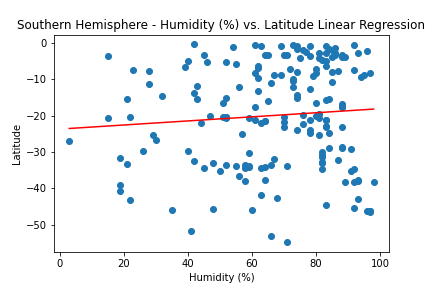 Southern Hemisphere - Humidity (%) vs. Latitude Linear Regression
0
−10
−20
−30
−40
−50
Latitude
0 20 40 60 80 100
Humidity (%)